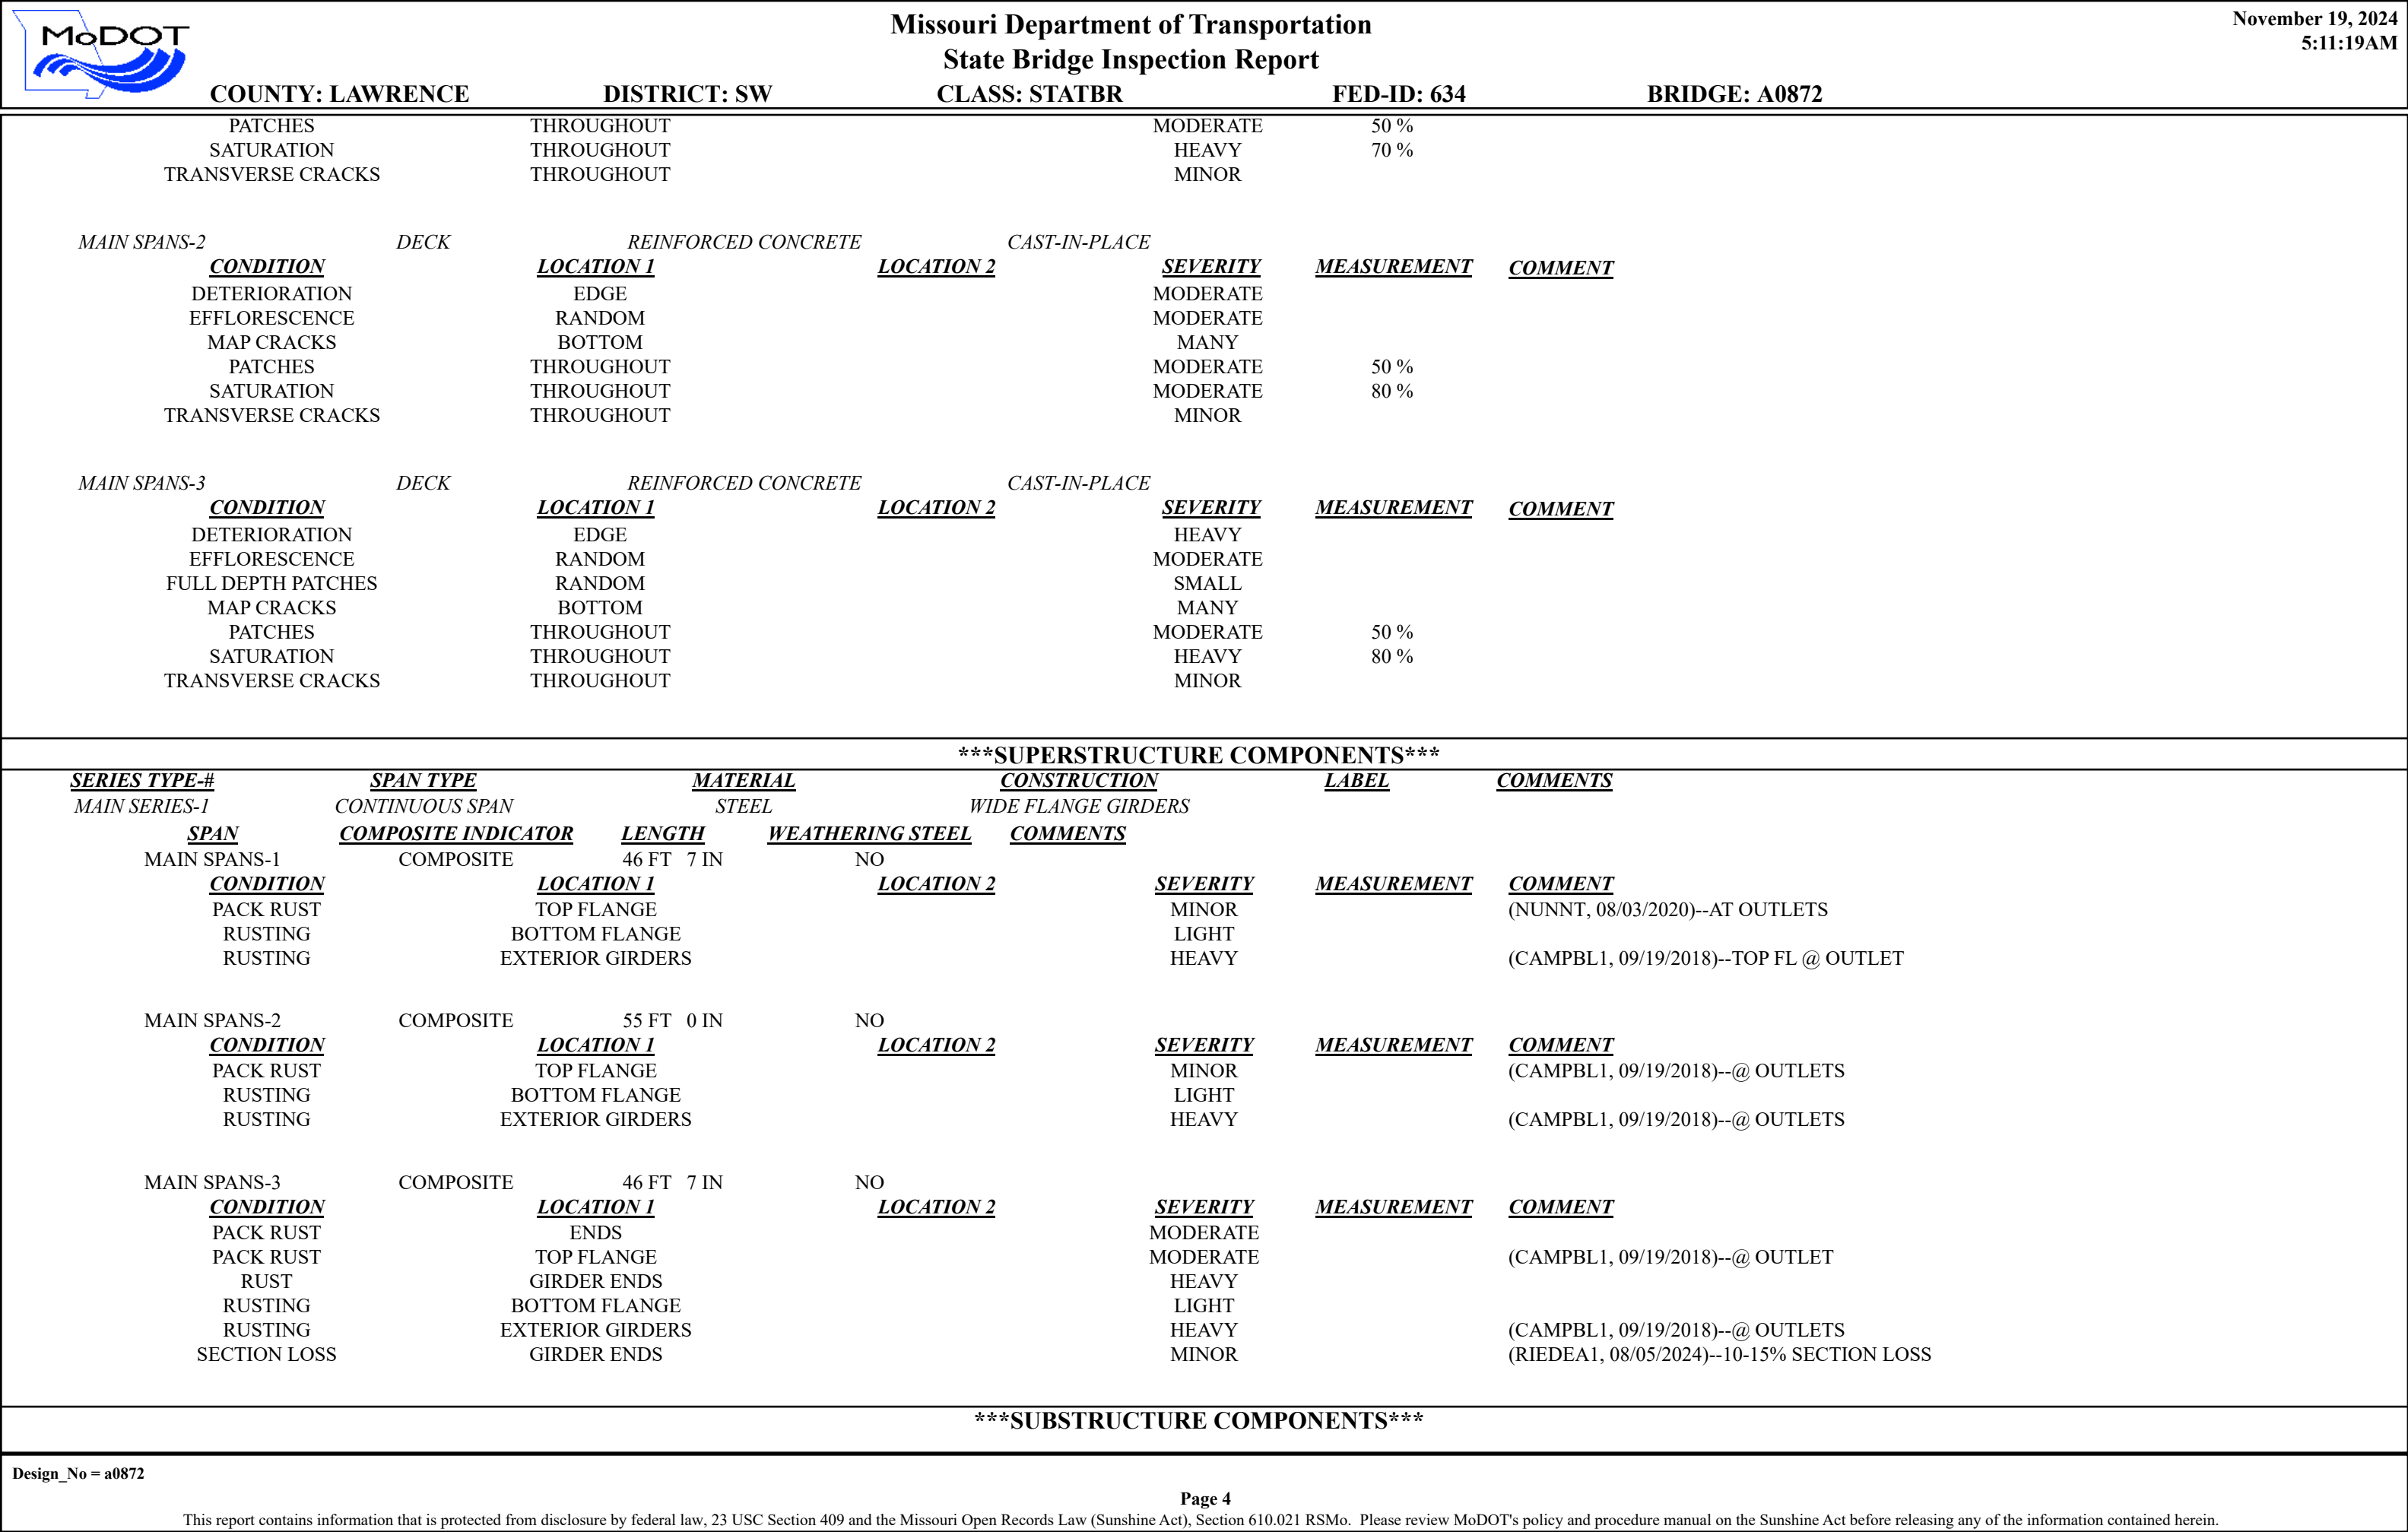 MoDOT
Missouri Department of Transportation
State Bridge Inspection Report
November 19, 2024
5:11:19AM
COUNTY: LAWRENCE DISTRICT: SW CLASS: STATBR FED-ID: 634 BRIDGE: A0872
PATCHES THROUGHOUT MODERATE 50 %
SATURATION THROUGHOUT HEAVY 70 %
TRANSVERSE CRACKS THROUGHOUT MINOR
MAIN SPANS-2 DECK REINFORCED CONCRETE CAST-IN-PLACE
CONDITION LOCATION 1 LOCATION 2 SEVERITY MEASUREMENT COMMENT
DETERIORATION EDGE MODERATE
EFFLORESCENCE RANDOM MODERATE
MAP CRACKS BOTTOM MANY
PATCHES THROUGHOUT MODERATE 50 %
SATURATION THROUGHOUT MODERATE 80 %
TRANSVERSE CRACKS THROUGHOUT MINOR
MAIN SPANS-3 DECK REINFORCED CONCRETE CAST-IN-PLACE
CONDITION LOCATION 1 LOCATION 2 SEVERITY MEASUREMENT COMMENT
DETERIORATION EDGE HEAVY
EFFLORESCENCE RANDOM MODERATE
FULL DEPTH PATCHES RANDOM SMALL
MAP CRACKS BOTTOM MANY
PATCHES THROUGHOUT MODERATE 50 %
SATURATION THROUGHOUT HEAVY 80 %
TRANSVERSE CRACKS THROUGHOUT MINOR
***SUPERSTRUCTURE COMPONENTS***
SERIES TYPE-# SPAN TYPE MATERIAL CONSTRUCTION LABEL COMMENTS
MAIN SERIES-1 CONTINUOUS SPAN STEEL WIDE FLANGE GIRDERS
SPAN COMPOSITE INDICATOR LENGTH WEATHERING STEEL COMMENTS
MAIN SPANS-1 COMPOSITE 46 FT 7 IN NO
CONDITION LOCATION 1 LOCATION 2 SEVERITY MEASUREMENT COMMENT
PACK RUST TOP FLANGE MINOR (NUNNT, 08/03/2020)--AT OUTLETS
RUSTING BOTTOM FLANGE LIGHT
RUSTING EXTERIOR GIRDERS HEAVY (CAMPBL1, 09/19/2018)--TOP FL @ OUTLET
MAIN SPANS-2 COMPOSITE 55 FT 0 IN NO
CONDITION LOCATION 1 LOCATION 2 SEVERITY MEASUREMENT COMMENT
PACK RUST TOP FLANGE MINOR (CAMPBL1, 09/19/2018)--@ OUTLETS
RUSTING BOTTOM FLANGE LIGHT
RUSTING EXTERIOR GIRDERS HEAVY (CAMPBL1, 09/19/2018)--@ OUTLETS
MAIN SPANS-3 COMPOSITE 46 FT 7 IN NO
CONDITION LOCATION 1 LOCATION 2 SEVERITY MEASUREMENT COMMENT
PACK RUST ENDS MODERATE
PACK RUST TOP FLANGE MODERATE (CAMPBL1, 09/19/2018)--@ OUTLET
RUST GIRDER ENDS HEAVY
RUSTING BOTTOM FLANGE LIGHT
RUSTING EXTERIOR GIRDERS HEAVY (CAMPBL1, 09/19/2018)--@ OUTLETS
SECTION LOSS GIRDER ENDS MINOR (RIEDEA1, 08/05/2024)--10-15% SECTION LOSS
***SUBSTRUCTURE COMPONENTS***
Design_No = a0872
Page 4
This report contains information that is protected from disclosure by federal law, 23 USC Section 409 and the Missouri Open Records Law (Sunshine Act), Section 610.021 RSMo. Please review MoDOT's policy and procedure manual on the Sunshine Act before releasing any of the information contained herein.